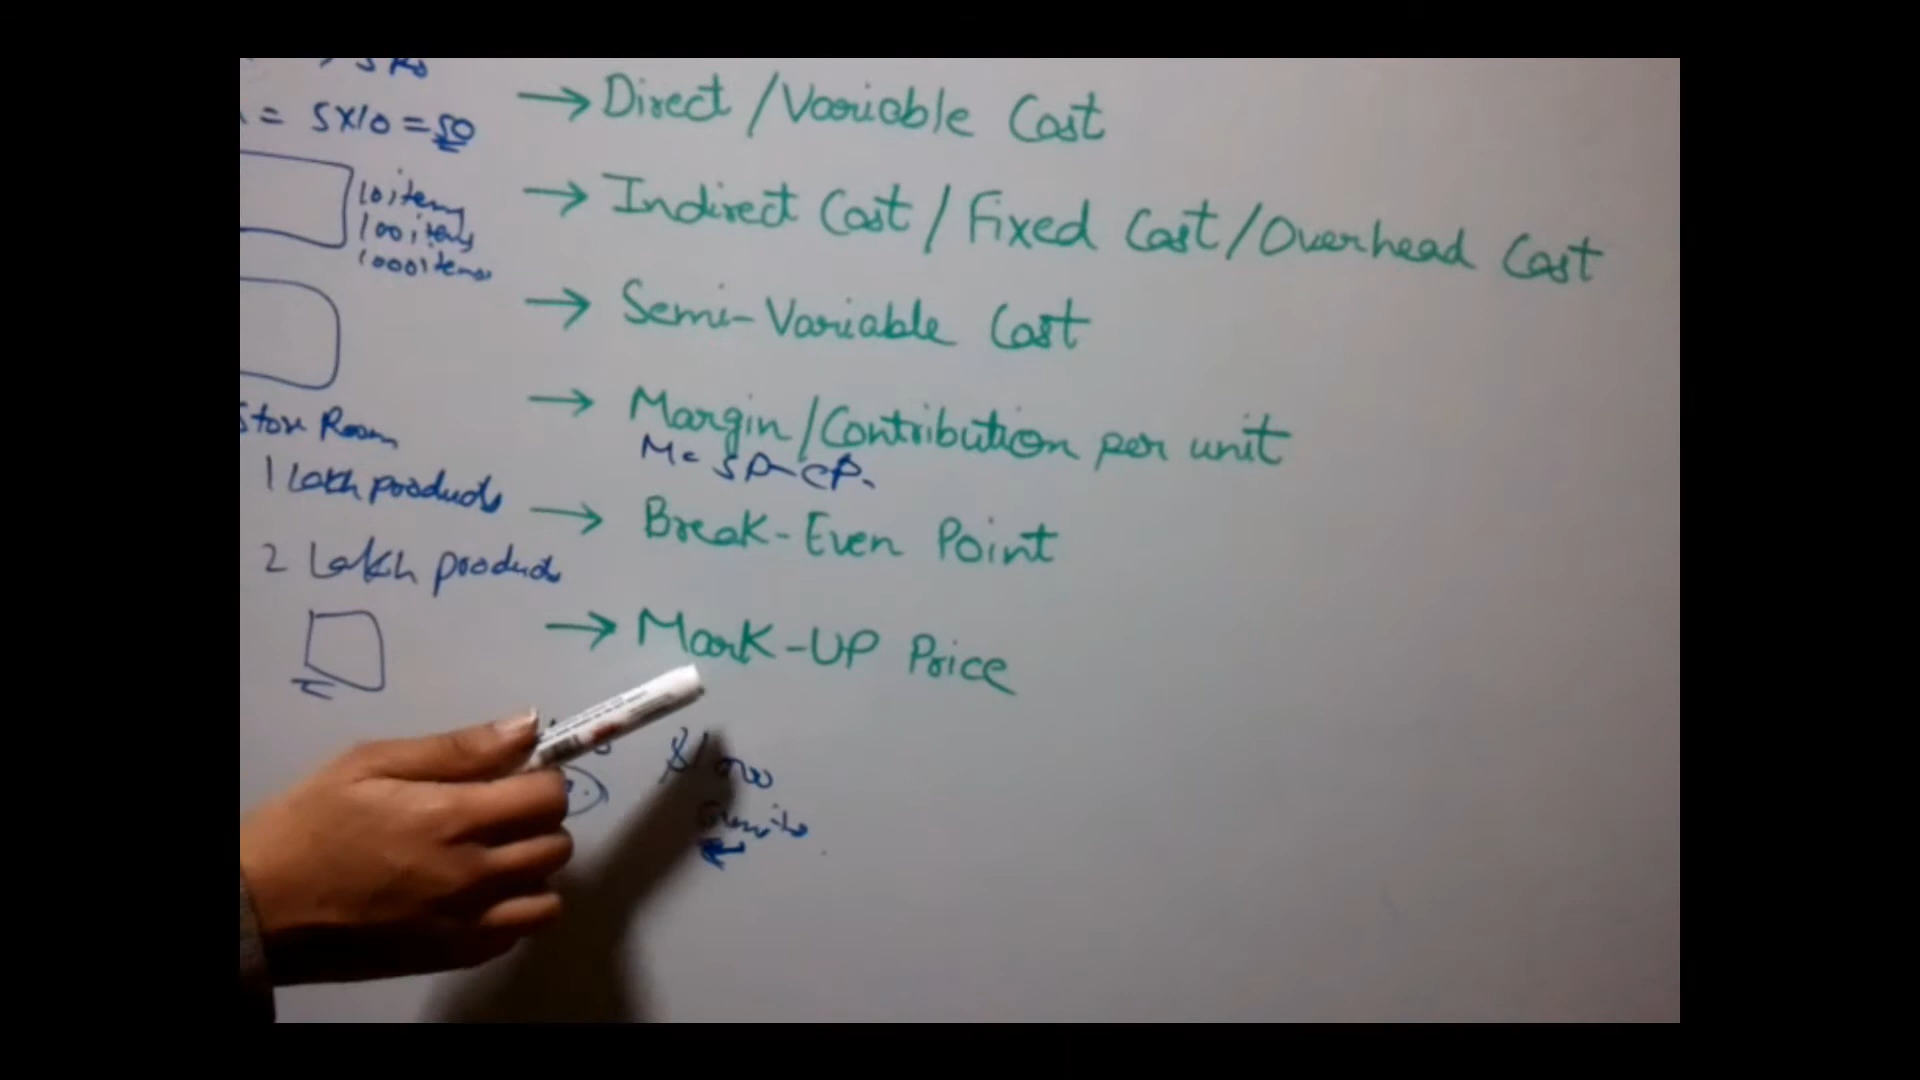 = 5x10 = 50
10 items
100 items
1000 items
Store Room
1 Lakh products
2 Lakh products
→ Direct / Variable Cost
→ Indirect Cost / Fixed Cost / Overhead Cost
→ Semi-Variable Cost
→ Margin / Contribution per unit
M = SP - CP.
→ Break-Even Point
→ Mark-UP Price